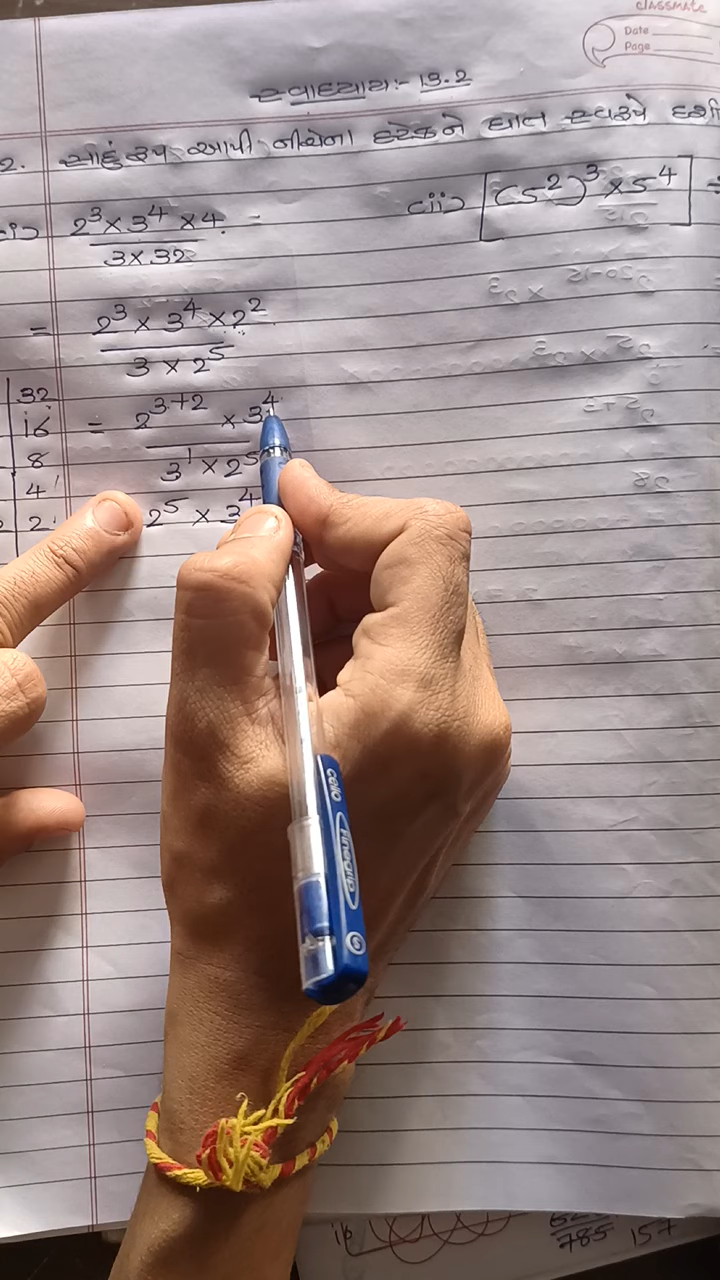 classmate
Date
Page
સ્વાધ્યાય:- 13.2
2. સાદુંરૂપ આપી નીચેના દરેકને ઘાત સ્વરૂપે દર્શા
(i) 2³ × 3⁴ × 4 =
3 × 32
(ii) [(5²)³ × 5⁴]
= 2³ × 3⁴ × 2²
3 × 2⁵
32
16 = 2³⁺² × 3⁴
8 3¹ × 2⁵
4
2 2 2⁵ × 3⁴
cello Finegrip
785 157